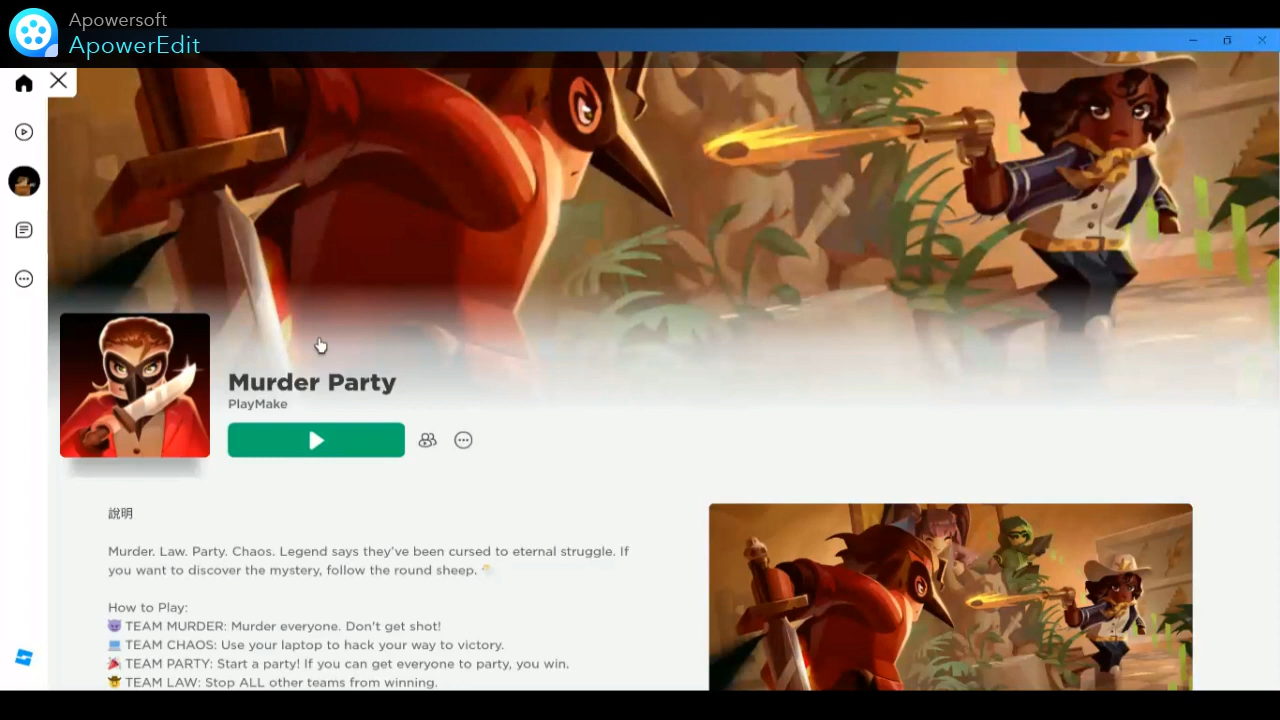 Apowersoft
ApowerEdit
Murder Party
PlayMake
說明
Murder. Law. Party. Chaos. Legend says they've been cursed to eternal struggle. If
you want to discover the mystery, follow the round sheep.
How to Play:
😈 TEAM MURDER: Murder everyone. Don't get shot!
💻 TEAM CHAOS: Use your laptop to hack your way to victory.
🎉 TEAM PARTY: Start a party! If you can get everyone to party, you win.
🤠 TEAM LAW: Stop ALL other teams from winning.